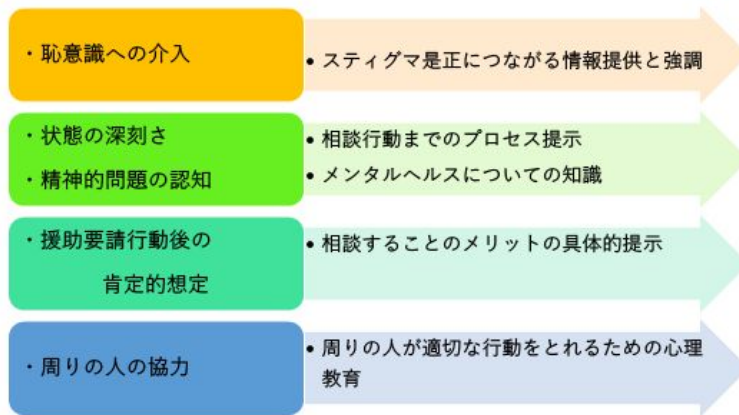 ・恥意識への介入
• スティグマ是正につながる情報提供と強調
・状態の深刻さ
・精神的問題の認知
• 相談行動までのプロセス提示
• メンタルヘルスについての知識
・援助要請行動後の
肯定的想定
• 相談することのメリットの具体的提示
・周りの人の協力
• 周りの人が適切な行動をとれるための心理
教育